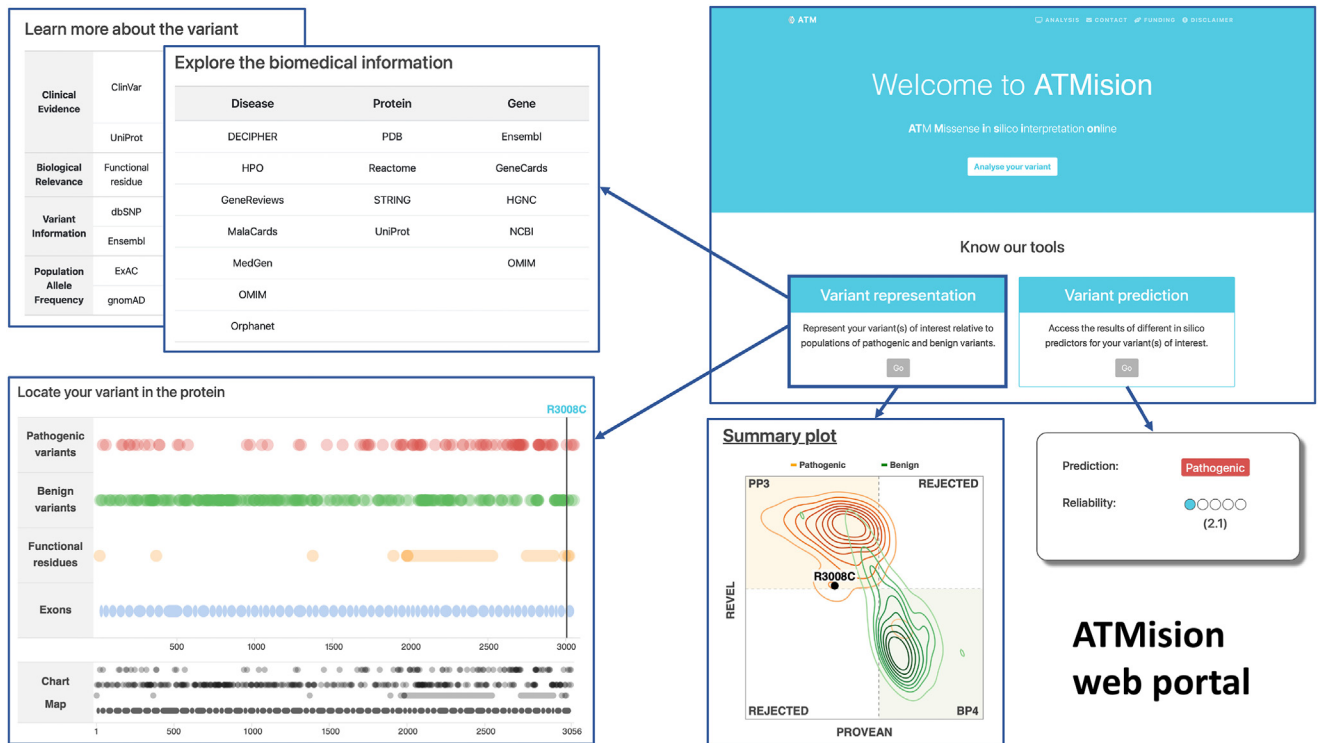 Learn more about the variant
Clinical
Evidence
ClinVar
UniProt
Biological
Relevance
Functional
residue
Variant
Information
dbSNP
Ensembl
Population
Allele
Frequency
ExAC
gnomAD
Explore the biomedical information
Disease Protein Gene
DECIPHER PDB Ensembl
HPO Reactome GeneCards
GeneReviews STRING HGNC
MalaCards UniProt NCBI
MedGen OMIM
OMIM
Orphanet
ATM ANALYSIS CONTACT FUNDING DISCLAIMER
Welcome to ATMision
ATM Missense in silico interpretation online
Analyse your variant
Know our tools
Variant representation
Represent your variant(s) of interest relative to
populations of pathogenic and benign variants.
Go
Variant prediction
Access the results of different in silico
predictors for your variant(s) of interest.
Go
Locate your variant in the protein
R3008C
Pathogenic
variants
Benign
variants
Functional
residues
Exons
500 1000 1500 2000 2500 3000
Chart
Map
1 500 1000 1500 2000 2500 3056
Summary plot
Pathogenic Benign
PP3 REJECTED
R3008C
REVEL
REJECTED BP4
PROVEAN
Prediction: Pathogenic
Reliability:
(2.1)
ATMision
web portal